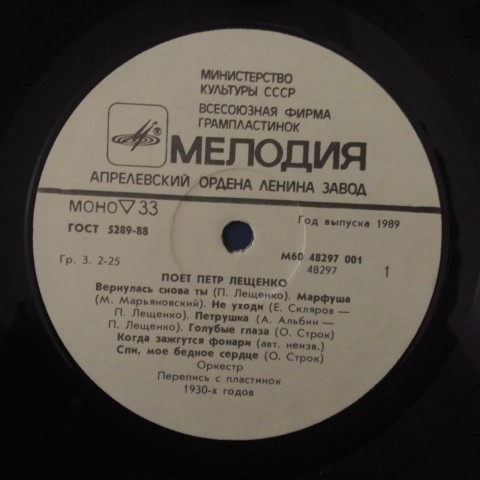 МИНИСТЕРСТВО
КУЛЬТУРЫ СССР
ВСЕСОЮЗНАЯ ФИРМА
ГРАМПЛАСТИНОК
МЕЛОДИЯ
АПРЕЛЕВСКИЙ ОРДЕНА ЛЕНИНА ЗАВОД
МОНО ▽ 33
Год выпуска 1989
ГОСТ 5289-88
М60 48297 001
48297
1
Гр. 3. 2-25
ПОЕТ ПЕТР ЛЕЩЕНКО
Вернулась снова ты (П. Лещенко). Марфуша
(М. Марьяновский). Не уходи (Е. Скляров —
П. Лещенко). Петрушка (А. Альбин —
П. Лещенко). Голубые глаза (О. Строк)
Когда зажгутся фонари (авт. неизв.)
Спи, мое бедное сердце (О. Строк)
Оркестр
Перепись с пластинок
1930-х годов